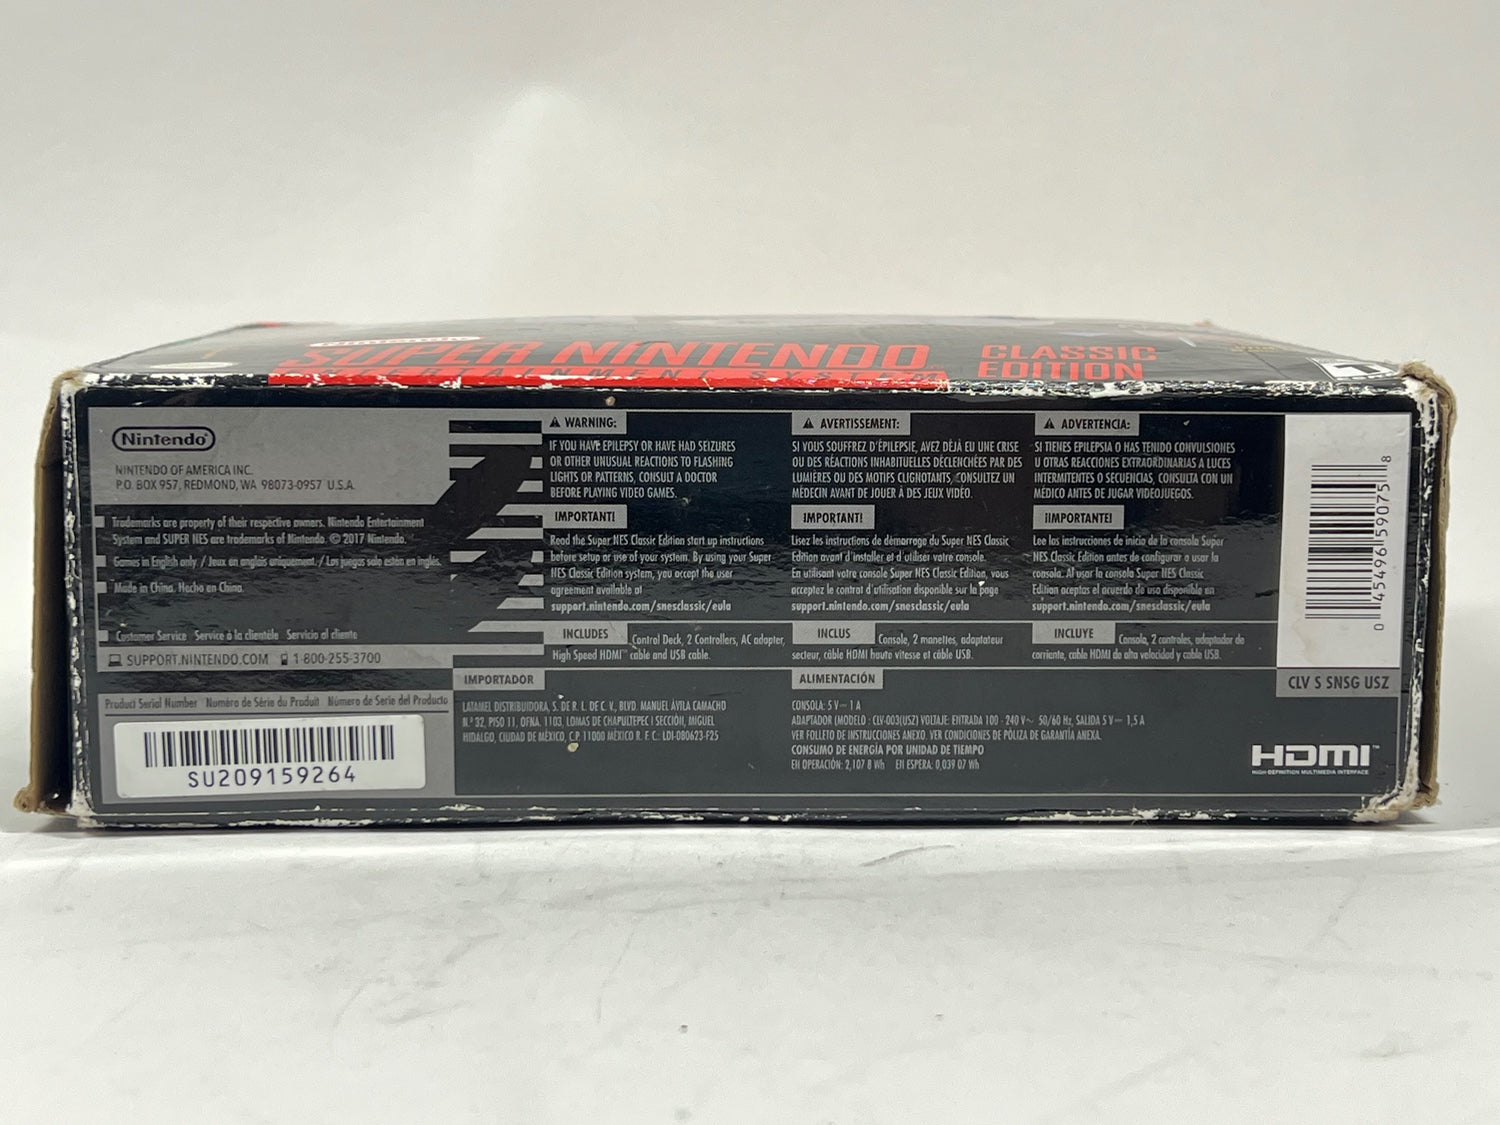 SUPER NINTENDO
ENTERTAINMENT SYSTEM
CLASSIC
EDITION
Nintendo
NINTENDO OF AMERICA INC.
P.O. BOX 957, REDMOND, WA 98073-0957 U.S.A.
Trademarks are property of their respective owners. Nintendo Entertainment
System and SUPER NES are trademarks of Nintendo. © 2017 Nintendo.
Games in English only. / Jeux en anglais uniquement. / Los juegos solo están en inglés.
Made in China. Hecho en China.
Customer Service Service à la clientèle Servicio al cliente
SUPPORT.NINTENDO.COM 1-800-255-3700
Product Serial Number Numéro de Série du Produit Número de Serie del Producto
SU209159264
WARNING:
IF YOU HAVE EPILEPSY OR HAVE HAD SEIZURES
OR OTHER UNUSUAL REACTIONS TO FLASHING
LIGHTS OR PATTERNS, CONSULT A DOCTOR
BEFORE PLAYING VIDEO GAMES.
IMPORTANT!
Read the Super NES Classic Edition start up instructions
before setup or use of your system. By using your Super
NES Classic Edition system, you accept the user
agreement available at
support.nintendo.com/snesclassic/eula
INCLUDES Control Deck, 2 Controllers, AC adapter,
High Speed HDMI™ cable and USB cable.
AVERTISSEMENT:
SI VOUS SOUFFREZ D'ÉPILEPSIE, AVEZ DÉJÀ EU UNE CRISE
OU DES RÉACTIONS INHABITUELLES DÉCLENCHÉES PAR DES
LUMIÈRES OU DES MOTIFS CLIGNOTANTS, CONSULTEZ UN
MÉDECIN AVANT DE JOUER À DES JEUX VIDÉO.
IMPORTANT!
Lisez les instructions de démarrage du Super NES Classic
Edition avant d'installer et d'utiliser votre console.
En utilisant votre console Super NES Classic Edition, vous
acceptez le contrat d'utilisation disponible sur la page
support.nintendo.com/snesclassic/eula
INCLUS Console, 2 manettes, adaptateur
secteur, câble HDMI haute vitesse et câble USB.
ADVERTENCIA:
SI TIENES EPILEPSIA O HAS TENIDO CONVULSIONES
U OTRAS REACCIONES EXTRAORDINARIAS A LUCES
INTERMITENTES O SECUENCIAS, CONSULTA CON UN
MÉDICO ANTES DE JUGAR VIDEOJUEGOS.
¡IMPORTANTE!
Lee las instrucciones de inicio de la consola Super
NES Classic Edition antes de configurar o usar la
consola. Al usar la consola Super NES Classic
Edition aceptas el acuerdo de uso disponible en
support.nintendo.com/snesclassic/eula
INCLUYE Consola, 2 controles, adaptador de
corriente, cable HDMI de alta velocidad y cable USB.
IMPORTADOR
LATAMEL DISTRIBUIDORA, S. DE R. L. DE C. V., BLVD. MANUEL ÁVILA CAMACHO
N.º 32, PISO 11, OFNA. 1103, LOMAS DE CHAPULTEPEC I SECCIÓN, MIGUEL
HIDALGO, CIUDAD DE MÉXICO, C.P. 11000 MÉXICO R. F. C.: LDI-080623-F25
ALIMENTACIÓN
CONSOLA: 5 V⎓ 1 A
ADAPTADOR (MODELO : CLV-003(USZ) VOLTAJE: ENTRADA 100 - 240 V~ 50/60 Hz, SALIDA 5 V⎓ 1,5 A
VER FOLLETO DE INSTRUCCIONES ANEXO. VER CONDICIONES DE PÓLIZA DE GARANTÍA ANEXA.
CONSUMO DE ENERGÍA POR UNIDAD DE TIEMPO
EN OPERACIÓN: 2,107 8 Wh EN ESPERA: 0,039 07 Wh
0 45496 59075 8
CLV S SNSG USZ
HDMI™
HIGH-DEFINITION MULTIMEDIA INTERFACE